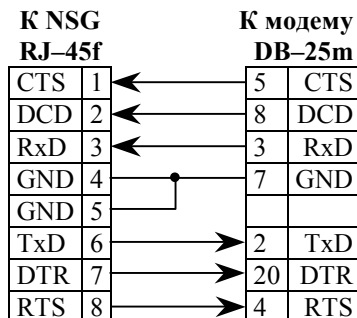 К NSG К модему
RJ–45f DB–25m
CTS 1 5 CTS
DCD 2 8 DCD
RxD 3 3 RxD
GND 4 7 GND
GND 5
TxD 6 2 TxD
DTR 7 20 DTR
RTS 8 4 RTS